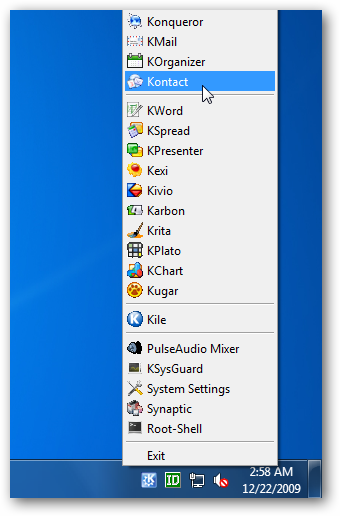 Konqueror
KMail
KOrganizer
Kontact
KWord
KSpread
KPresenter
Kexi
Kivio
Karbon
Krita
KPlato
KChart
Kugar
Kile
PulseAudio Mixer
KSysGuard
System Settings
Synaptic
Root-Shell
Exit
ID
2:58 AM
12/22/2009